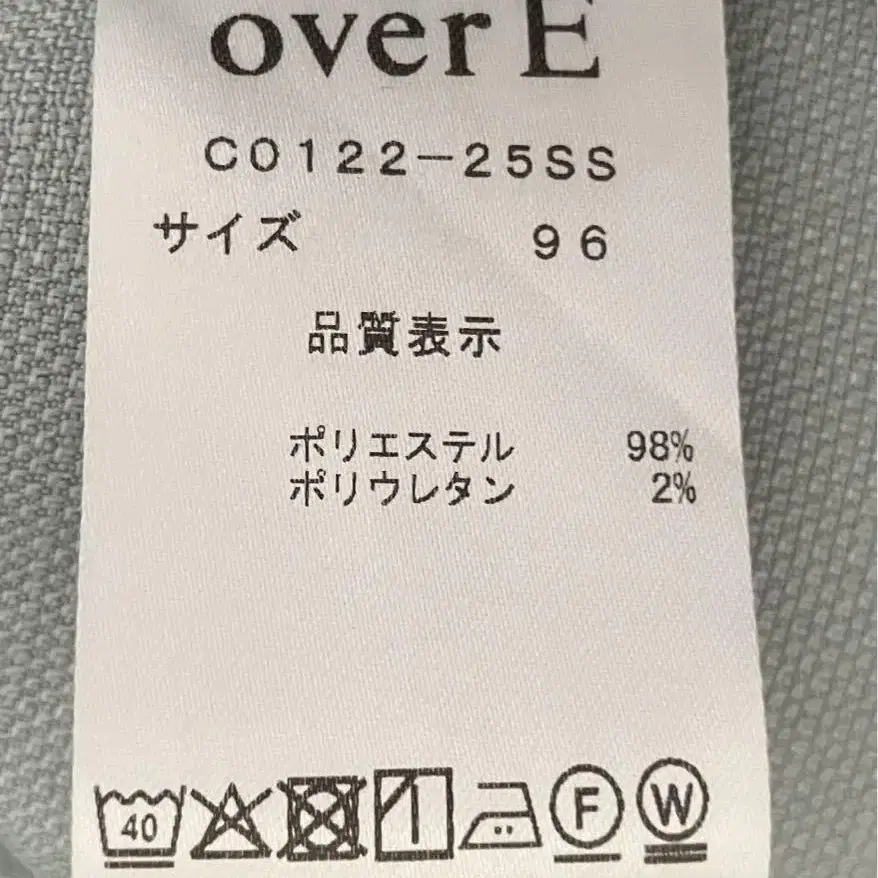 overE
C0122-25SS
サイズ 96
品質表示
ポリエステル 98%
ポリウレタン 2%
40 F W